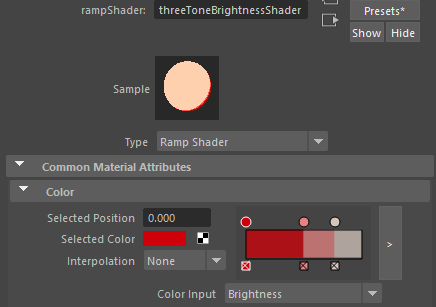 rampShader: threeToneBrightnessShader
Presets*
Show Hide
Sample
Type Ramp Shader
Common Material Attributes
Color
Selected Position 0.000
Selected Color
Interpolation None
>
Color Input Brightness